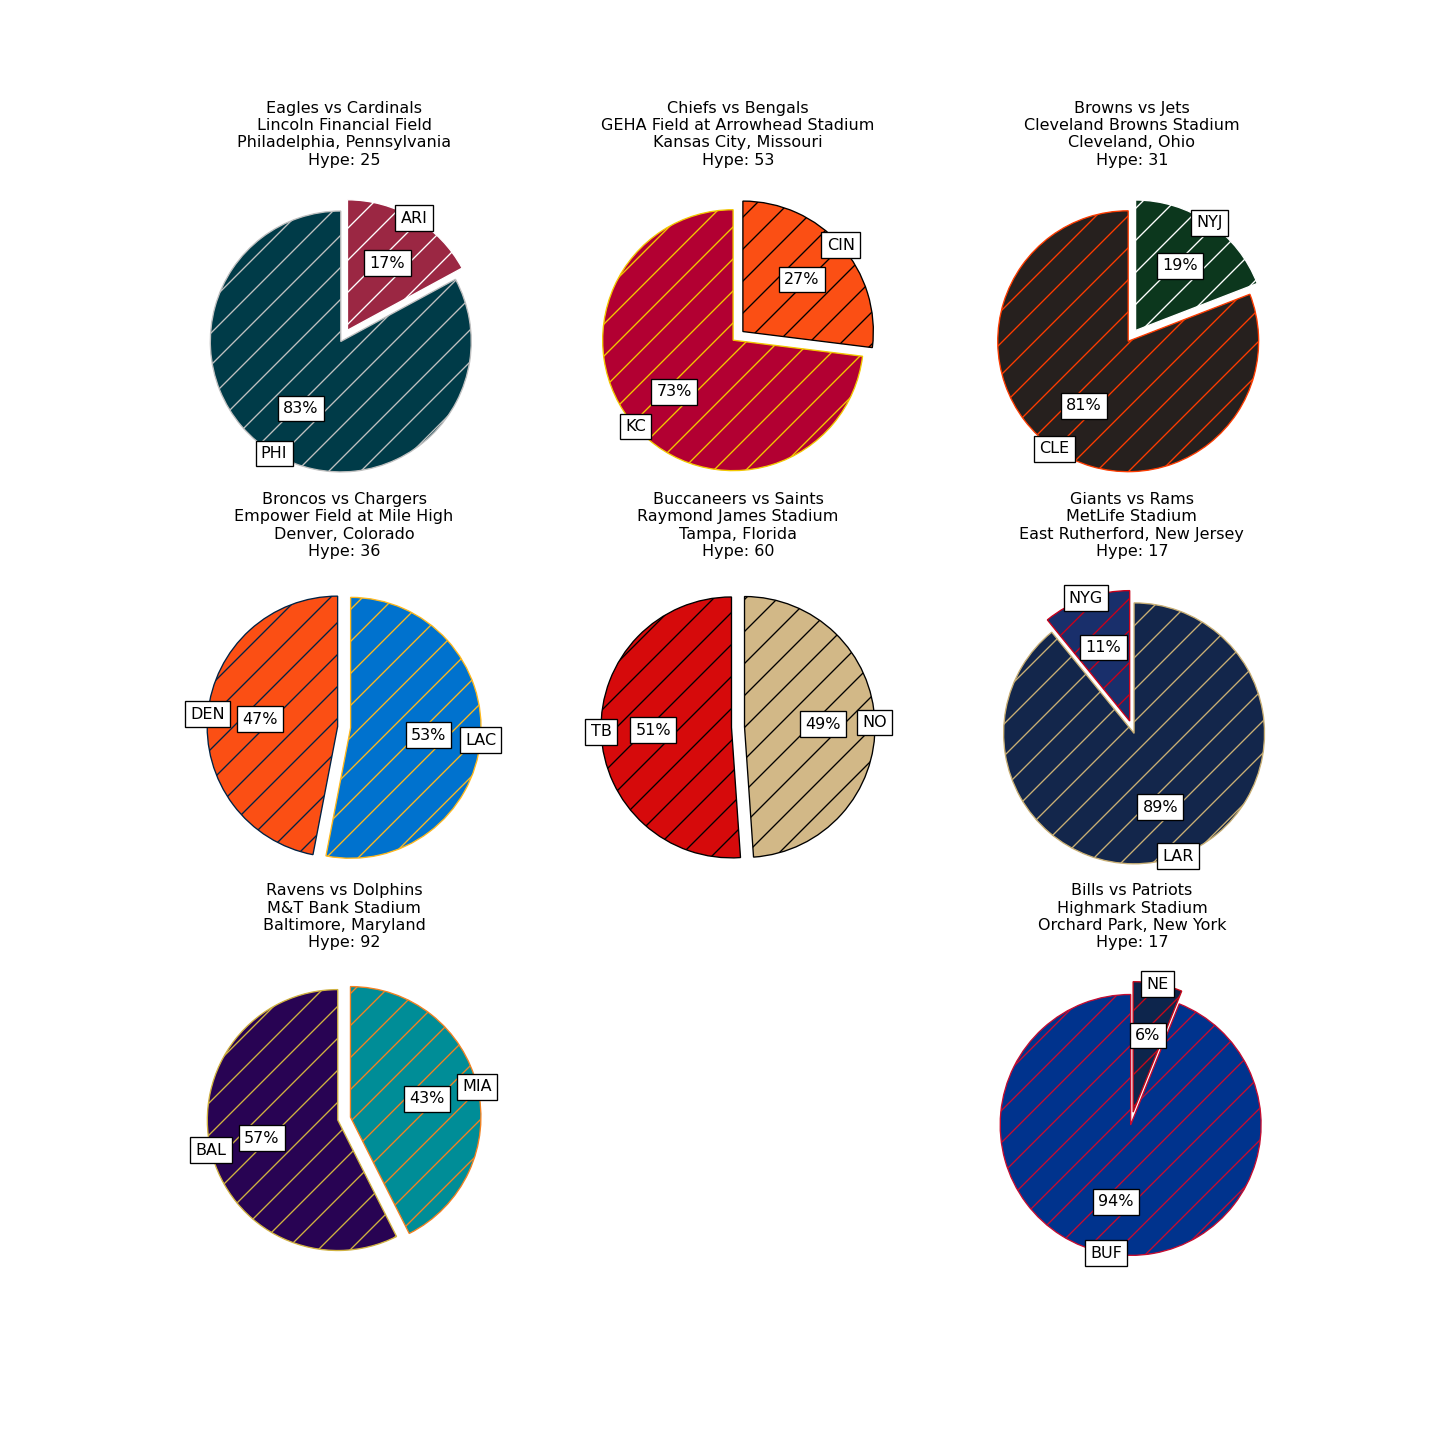 Eagles vs Cardinals
Lincoln Financial Field
Philadelphia, Pennsylvania
Hype: 25
ARI
17%
83%
PHI
Chiefs vs Bengals
GEHA Field at Arrowhead Stadium
Kansas City, Missouri
Hype: 53
CIN
27%
73%
KC
Browns vs Jets
Cleveland Browns Stadium
Cleveland, Ohio
Hype: 31
NYJ
19%
81%
CLE
Broncos vs Chargers
Empower Field at Mile High
Denver, Colorado
Hype: 36
DEN
47%
53%
LAC
Buccaneers vs Saints
Raymond James Stadium
Tampa, Florida
Hype: 60
TB
51%
49%
NO
Giants vs Rams
MetLife Stadium
East Rutherford, New Jersey
Hype: 17
NYG
11%
89%
LAR
Ravens vs Dolphins
M&T Bank Stadium
Baltimore, Maryland
Hype: 92
MIA
43%
57%
BAL
Bills vs Patriots
Highmark Stadium
Orchard Park, New York
Hype: 17
NE
6%
94%
BUF